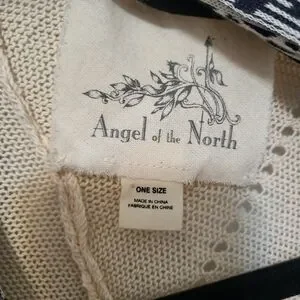 Angel of the North
ONE SIZE
MADE IN CHINA
FABRIQUÉ EN CHINE